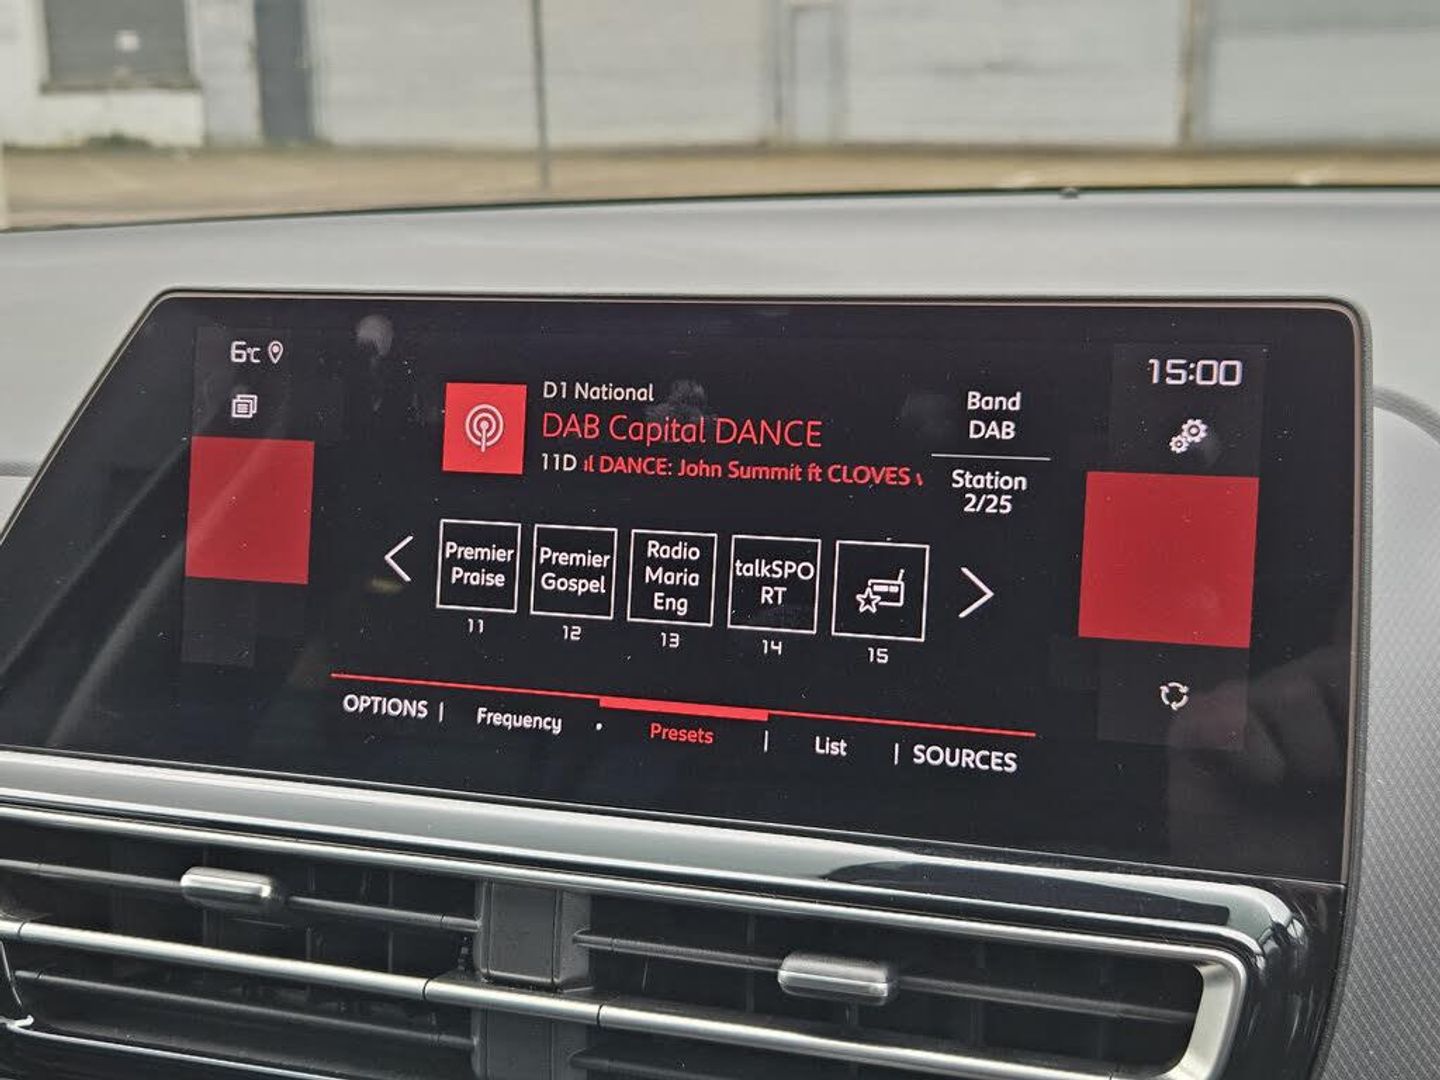 6°C
15:00
D1 National
DAB Capital DANCE
11D
DANCE: John Summit ft CLOVES
Band
DAB
Station
2/25
Premier
Praise
11
Premier
Gospel
12
Radio
Maria
Eng
13
talkSPO
RT
14
15
OPTIONS | Frequency • Presets | List | SOURCES